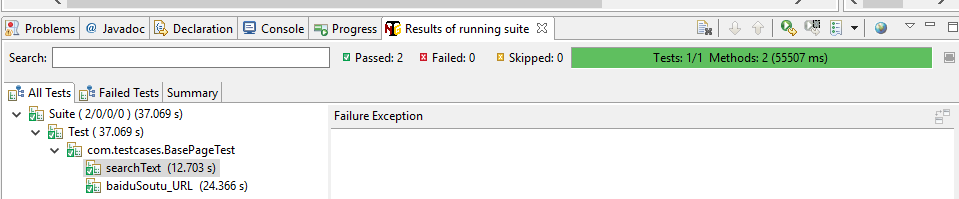 Problems @ Javadoc Declaration Console Progress Results of running suite
Search: Passed: 2 Failed: 0 Skipped: 0 Tests: 1/1 Methods: 2 (55507 ms)
All Tests Failed Tests Summary
Suite ( 2/0/0/0 ) (37.069 s) Failure Exception
Test ( 37.069 s)
com.testcases.BasePageTest
searchText (12.703 s)
baiduSoutu_URL (24.366 s)